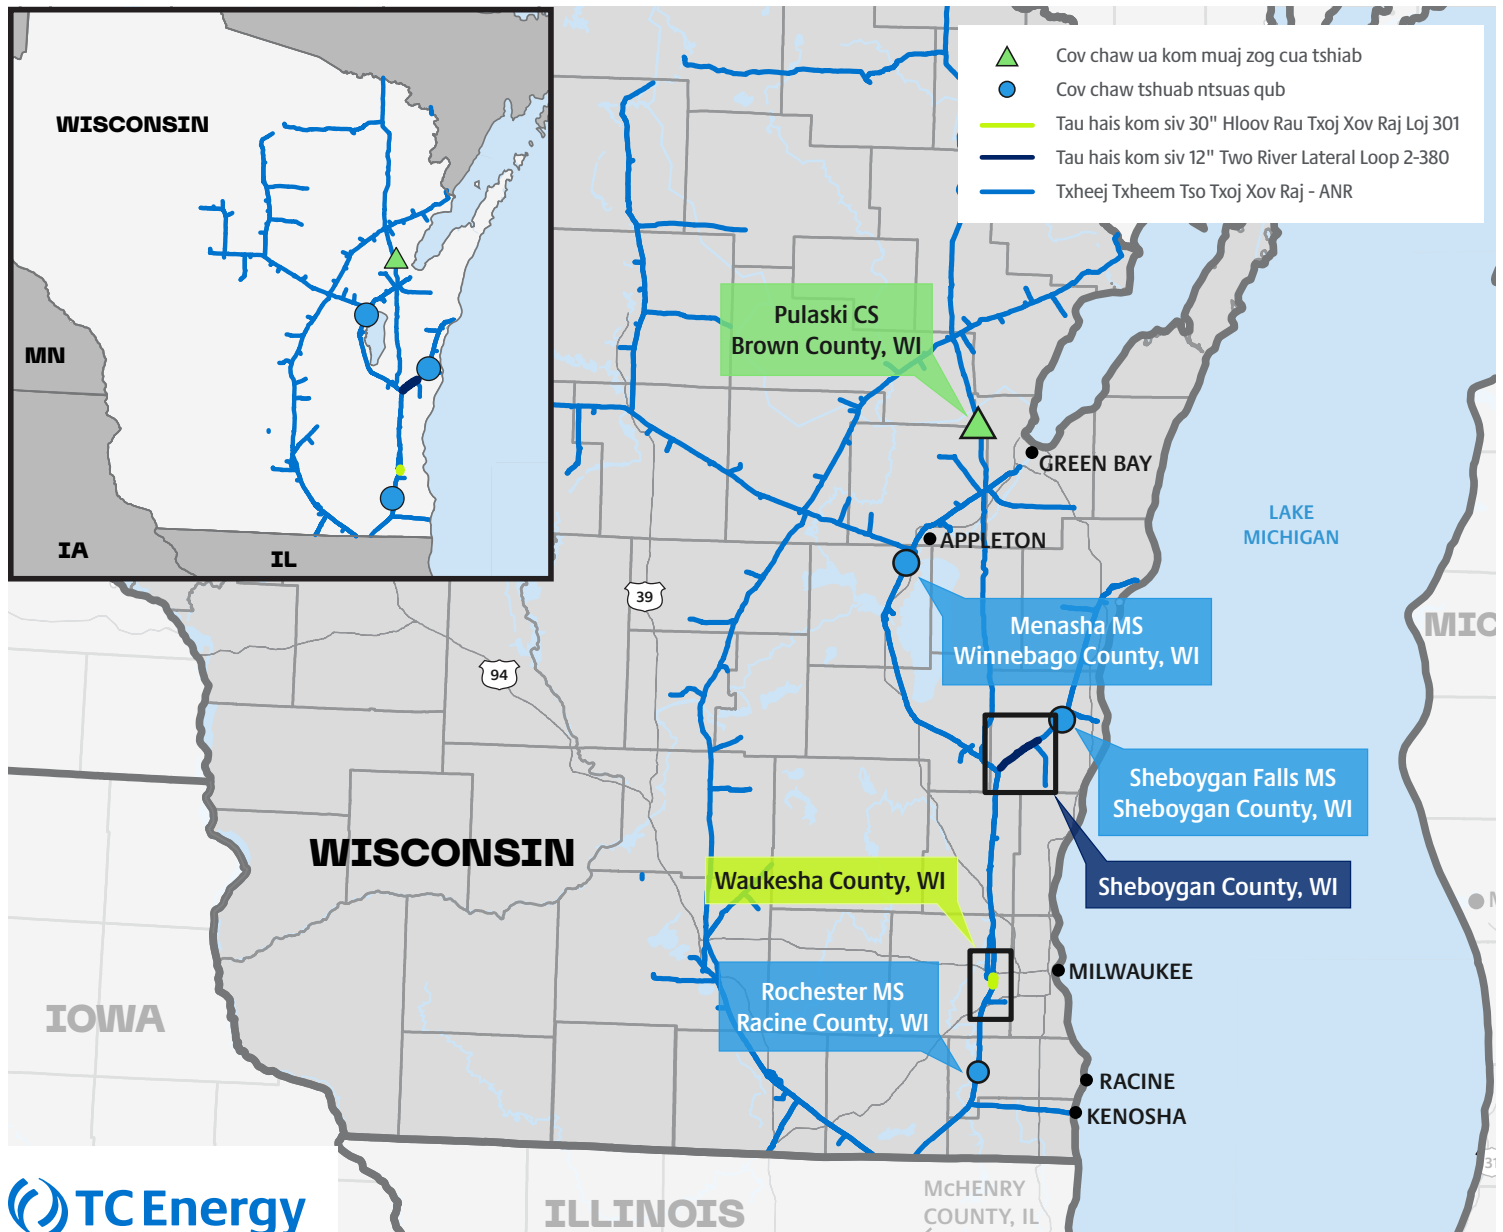 WISCONSIN
MN
IA
IL
Cov chaw ua kom muaj zog cua tshiab
Cov chaw tshuab ntsuas qub
Tau hais kom siv 30" Hloov Rau Txoj Xov Raj Loj 301
Tau hais kom siv 12" Two River Lateral Loop 2-380
Txheej Txheem Tso Txoj Xov Raj - ANR
Pulaski CS
Brown County, WI
GREEN BAY
LAKE
MICHIGAN
APPLETON
39
Menasha MS
Winnebago County, WI
MIC
94
Sheboygan Falls MS
Sheboygan County, WI
WISCONSIN
Waukesha County, WI
Sheboygan County, WI
MILWAUKEE
Rochester MS
Racine County, WI
IOWA
RACINE
KENOSHA
31
TC Energy
ILLINOIS
McHENRY
COUNTY, IL